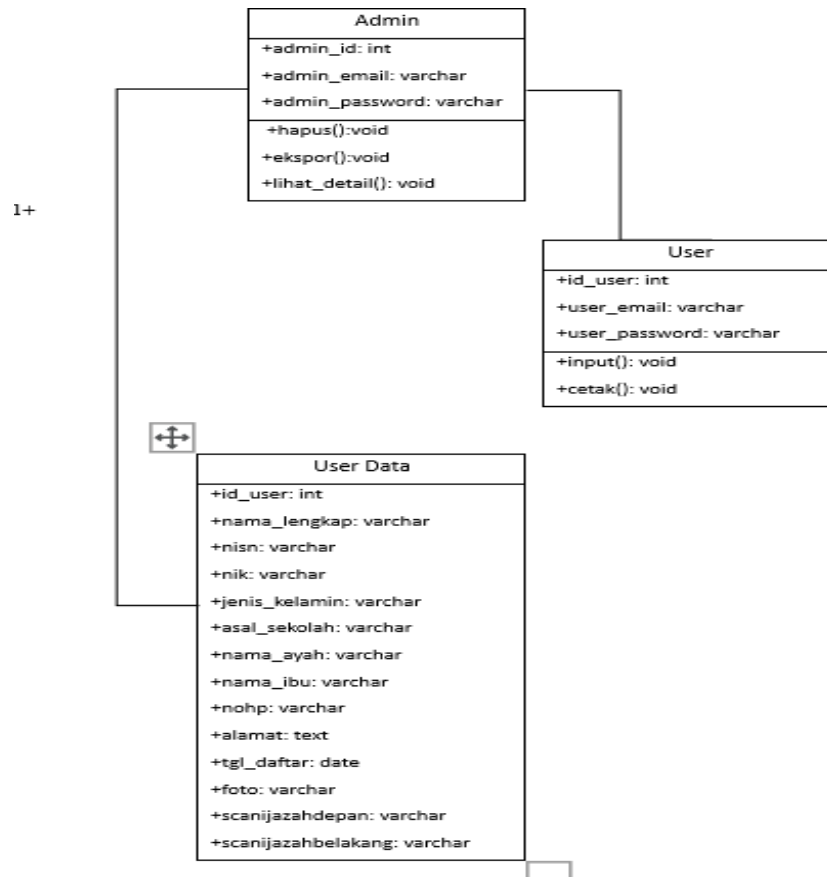 Admin
+admin_id: int
+admin_email: varchar
+admin_password: varchar
+hapus():void
+ekspor():void
+lihat_detail(): void
1+
User
+id_user: int
+user_email: varchar
+user_password: varchar
+input(): void
+cetak(): void
User Data
+id_user: int
+nama_lengkap: varchar
+nisn: varchar
+nik: varchar
+jenis_kelamin: varchar
+asal_sekolah: varchar
+nama_ayah: varchar
+nama_ibu: varchar
+nohp: varchar
+alamat: text
+tgl_daftar: date
+foto: varchar
+scanijazahdepan: varchar
+scanijazahbelakang: varchar